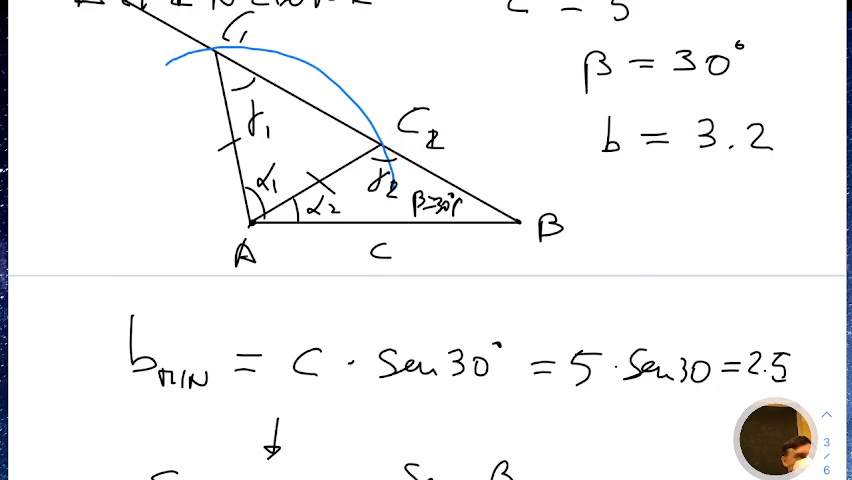 C = 5
C₁
β = 30°
γ₁
C₂
b = 3.2
α₁
γ₂
α₂
β=30°
A
B
C
b MIN = C · Sen 30° = 5 · Sen 30 = 2.5
↓
β
3
/
6